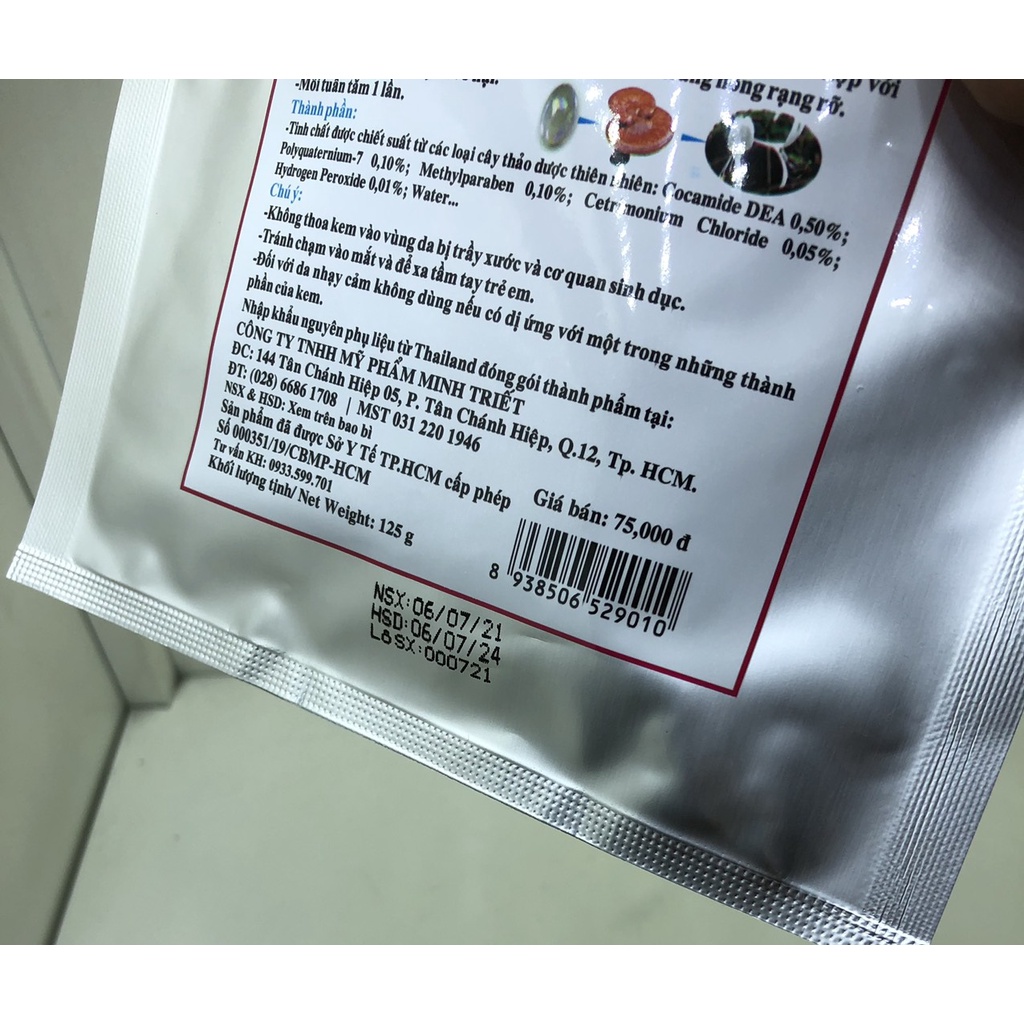 ợp với
-Mỗi tuần tắm 1 lần.
hồng rạng rỡ.
Thành phần:
-Tinh chất được chiết suất từ các loại cây thảo dược thiên nhiên: Cocamide DEA 0,50%;
Polyquaternium-7 0,10%; Methylparaben 0,10%; Cetrimonium Chloride 0,05%;
Hydrogen Peroxide 0,01%; Water...
Chú ý:
-Không thoa kem vào vùng da bị trầy xước và cơ quan sinh dục.
-Tránh chạm vào mắt và để xa tầm tay trẻ em.
-Đối với da nhạy cảm không dùng nếu có dị ứng với một trong những thành
phần của kem.
Nhập khẩu nguyên phụ liệu từ Thailand đóng gói thành phẩm tại:
CÔNG TY TNHH MỸ PHẨM MINH TRIẾT
ĐC: 144 Tân Chánh Hiệp 05, P. Tân Chánh Hiệp, Q.12, Tp. HCM.
ĐT: (028) 6686 1708 | MST 031 220 1946
NSX & HSD: Xem trên bao bì
Sản phẩm đã được Sở Y Tế TP.HCM cấp phép
Số 000351/19/CBMP-HCM
Tư vấn KH: 0933.599.701
Khối lượng tịnh/ Net Weight: 125 g
Giá bán: 75,000 đ
8 938506 529010
NSX:06/07/21
HSD:06/07/24
LôSX:000721